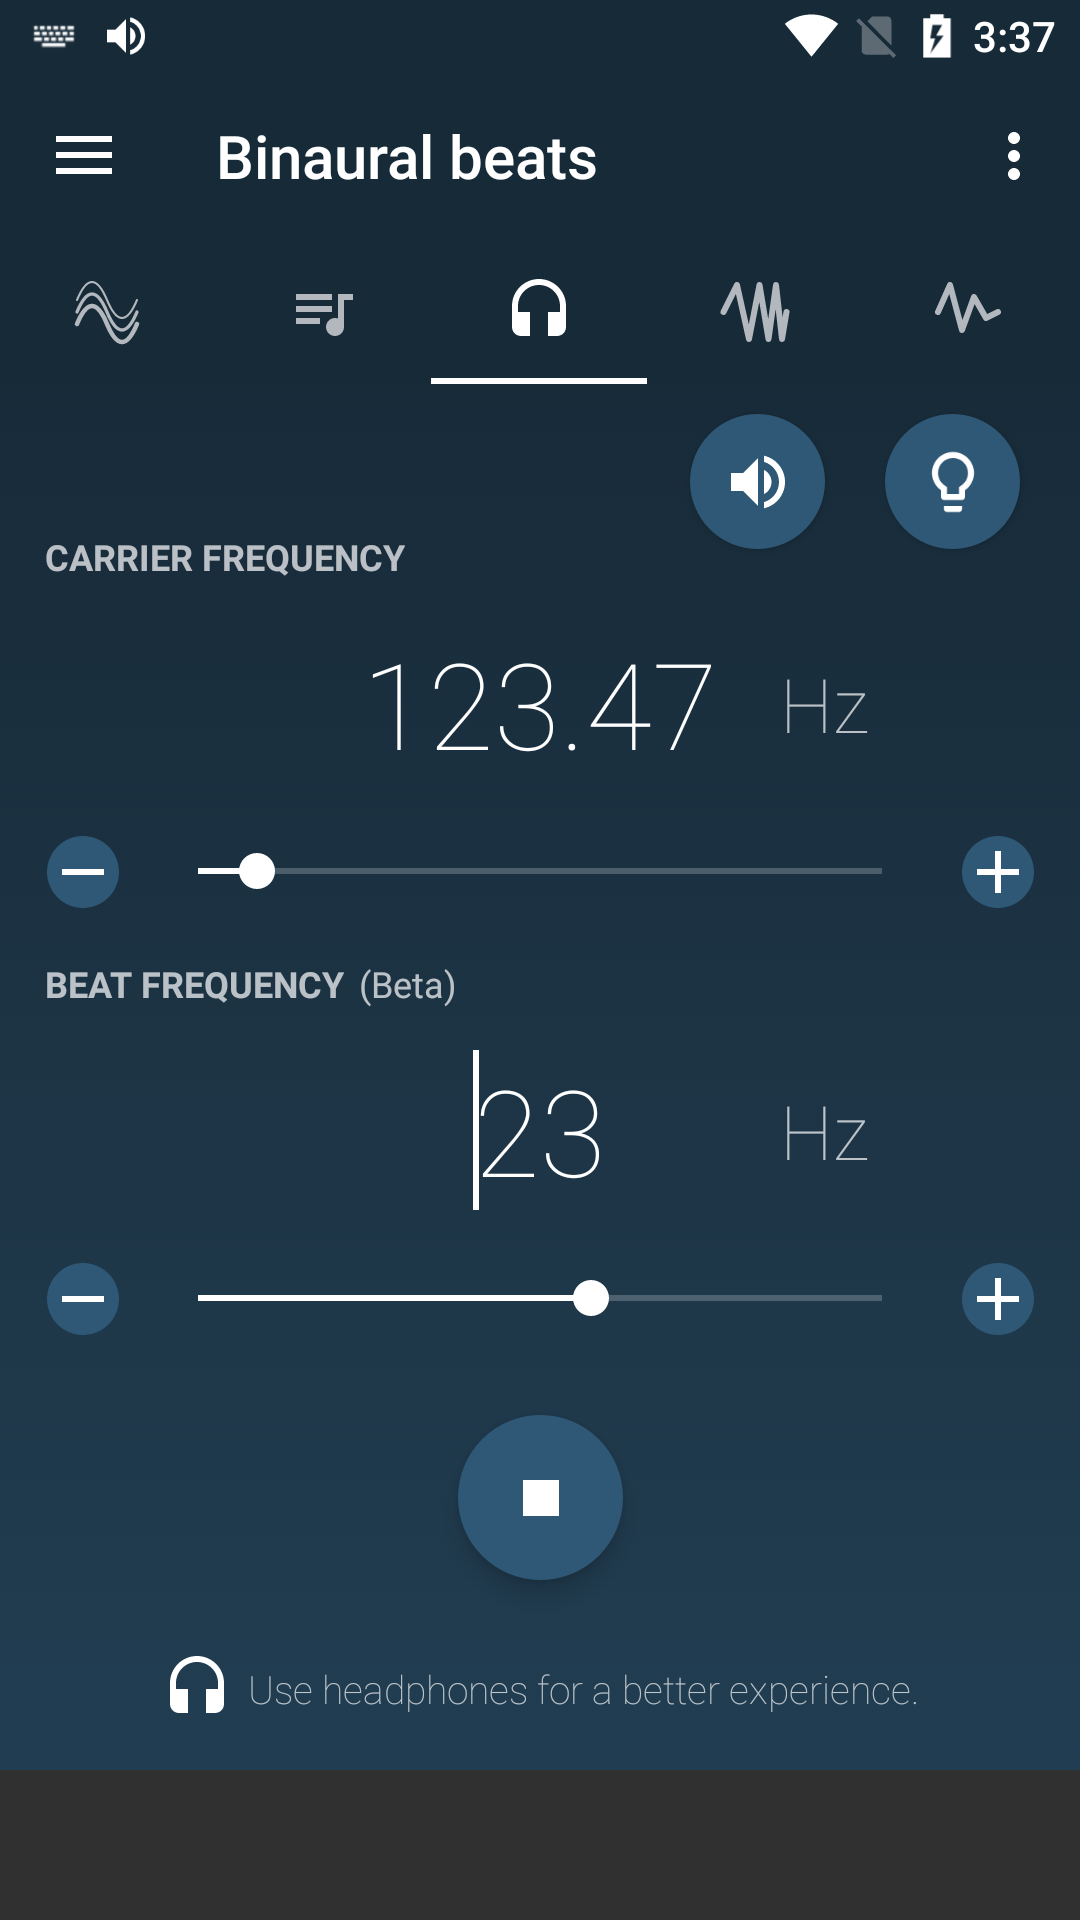 3:37
Binaural beats
CARRIER FREQUENCY
123.47 Hz
BEAT FREQUENCY (Beta)
23 Hz
Use headphones for a better experience.